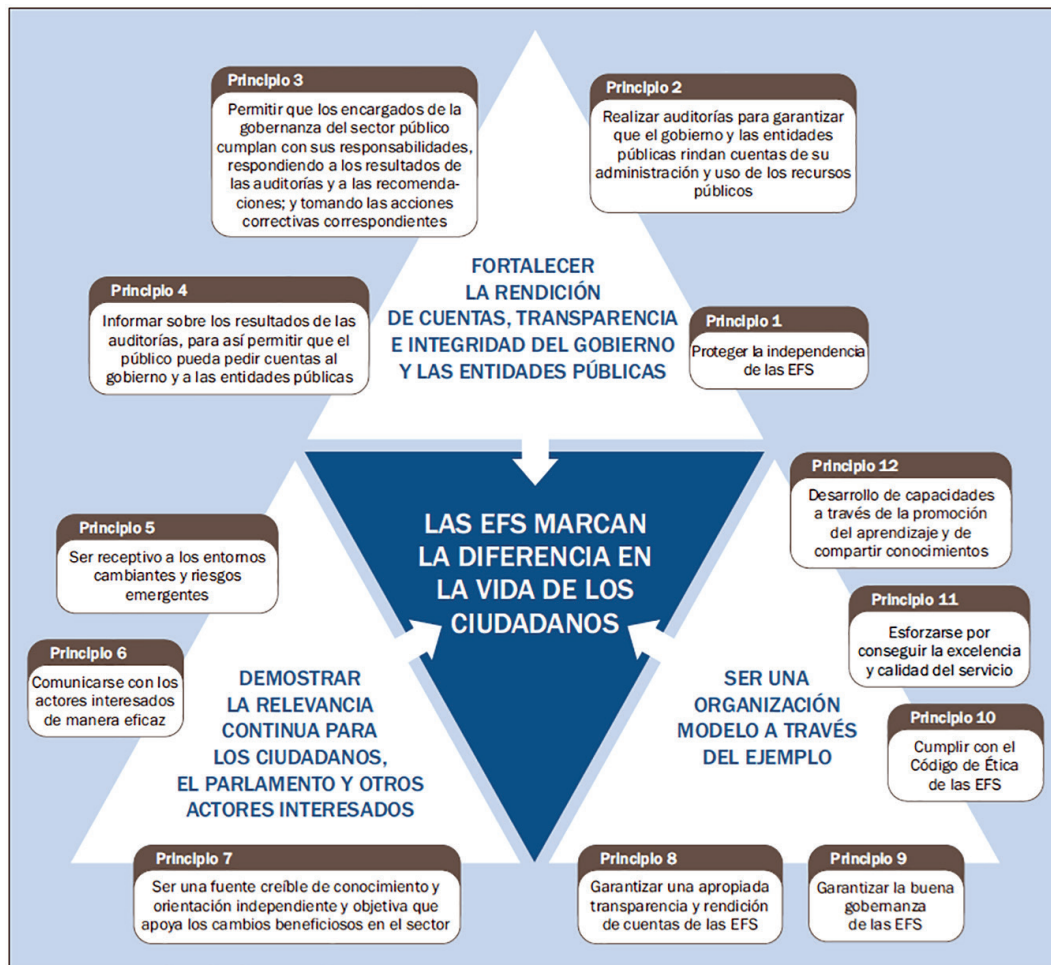 Principio 3
Permitir que los encargados de la
gobernanza del sector público
cumplan con sus responsabilidades,
respondiendo a los resultados de
las auditorías y a las recomenda-
ciones; y tomando las acciones
correctivas correspondientes
Principio 2
Realizar auditorías para garantizar
que el gobierno y las entidades
públicas rindan cuentas de su
administración y uso de los recursos
públicos
FORTALECER
LA RENDICIÓN
DE CUENTAS, TRANSPARENCIA
E INTEGRIDAD DEL GOBIERNO
Y LAS ENTIDADES PÚBLICAS
Principio 4
Informar sobre los resultados de las
auditorías, para así permitir que el
público pueda pedir cuentas al
gobierno y a las entidades públicas
Principio 1
Proteger la independencia
de las EFS
LAS EFS MARCAN
LA DIFERENCIA EN
LA VIDA DE LOS
CIUDADANOS
Principio 12
Desarrollo de capacidades
a través de la promoción
del aprendizaje y de
compartir conocimientos
Principio 5
Ser receptivo a los entornos
cambiantes y riesgos
emergentes
Principio 11
Esforzarse por
conseguir la excelencia
y calidad del servicio
Principio 6
Comunicarse con los
actores interesados
de manera eficaz
DEMOSTRAR
LA RELEVANCIA
CONTINUA PARA
LOS CIUDADANOS,
EL PARLAMENTO Y OTROS
ACTORES INTERESADOS
SER UNA
ORGANIZACIÓN
MODELO A TRAVÉS
DEL EJEMPLO
Principio 10
Cumplir con el
Código de Ética
de las EFS
Principio 7
Ser una fuente creíble de conocimiento y
orientación independiente y objetiva que
apoya los cambios beneficiosos en el sector
Principio 8
Garantizar una apropiada
transparencia y rendición
de cuentas de las EFS
Principio 9
Garantizar la buena
gobernanza
de las EFS